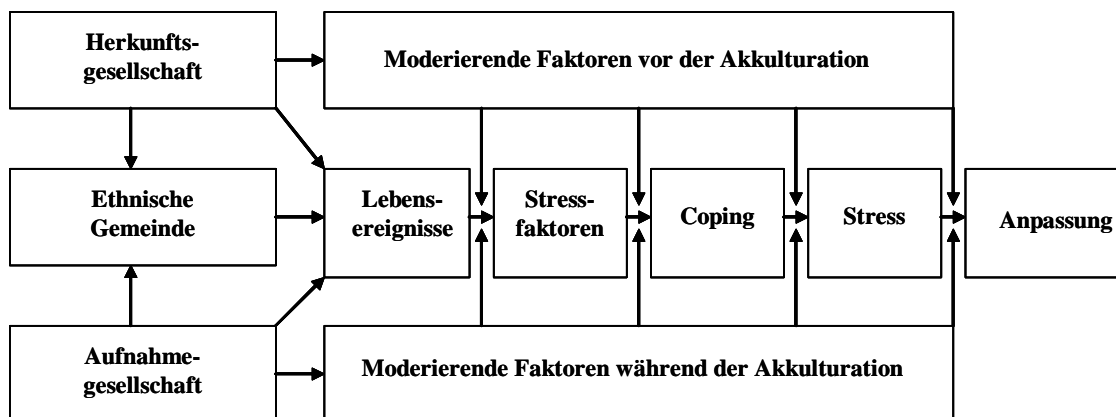 Herkunfts-
gesellschaft
Moderierende Faktoren vor der Akkulturation
Ethnische
Gemeinde
Lebens-
ereignisse
Stress-
faktoren
Coping
Stress
Anpassung
Aufnahme-
gesellschaft
Moderierende Faktoren während der Akkulturation